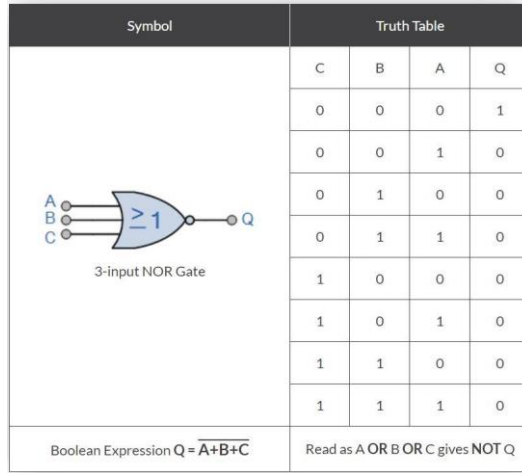 Symbol Truth Table
C B A Q
0 0 0 1
0 0 1 0
0 1 0 0
0 1 1 0
1 0 0 0
1 0 1 0
1 1 0 0
1 1 1 0
A
B
C
≥1
Q
3-input NOR Gate
Boolean Expression Q = A̅+̅B̅+̅C̅ Read as A OR B OR C gives NOT Q